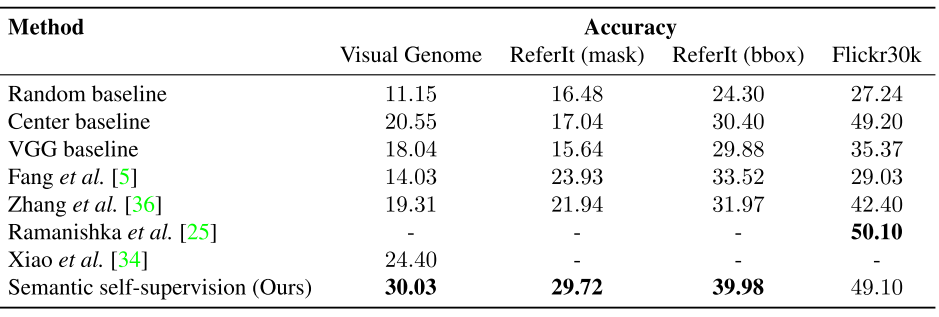 Method Accuracy
Visual Genome ReferIt (mask) ReferIt (bbox) Flickr30k
Random baseline 11.15 16.48 24.30 27.24
Center baseline 20.55 17.04 30.40 49.20
VGG baseline 18.04 15.64 29.88 35.37
Fang et al. [5] 14.03 23.93 33.52 29.03
Zhang et al. [36] 19.31 21.94 31.97 42.40
Ramanishka et al. [25] - - - 50.10
Xiao et al. [34] 24.40 - - -
Semantic self-supervision (Ours) 30.03 29.72 39.98 49.10